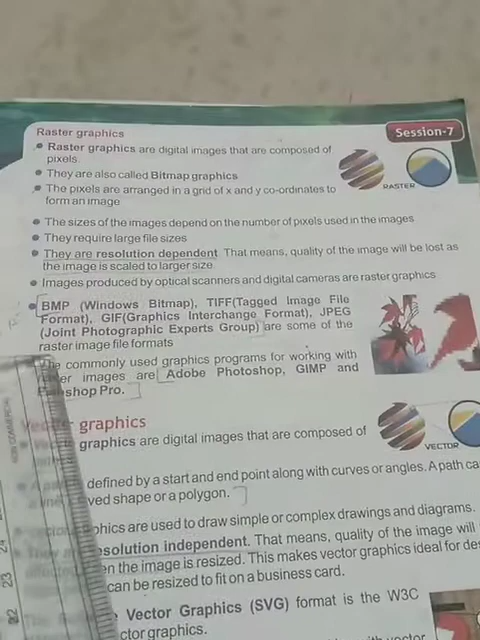 Raster graphics
Session-7
Raster graphics are digital images that are composed of
pixels.
They are also called Bitmap graphics
The pixels are arranged in a grid of x and y co-ordinates to
form an image
RASTER
The sizes of the images depend on the number of pixels used in the images
They require large file sizes
They are resolution dependent. That means, quality of the image will be lost as
the image is scaled to larger size
Images produced by optical scanners and digital cameras are raster graphics
BMP (Windows Bitmap), TIFF(Tagged Image File
Format), GIF(Graphics Interchange Format), JPEG
(Joint Photographic Experts Group) are some of the
raster image file formats
The commonly used graphics programs for working with
images are Adobe Photoshop, GIMP and
Pro.
graphics
graphics are digital images that are composed of
VECTOR
defined by a start and end point along with curves or angles. A path ca
shape or a polygon.
are used to draw simple or complex drawings and diagrams.
independent. That means, quality of the image will
the image is resized. This makes vector graphics ideal for
can be resized to fit on a business card.
Vector Graphics (SVG) format is the W3C
graphics.
22 23 24